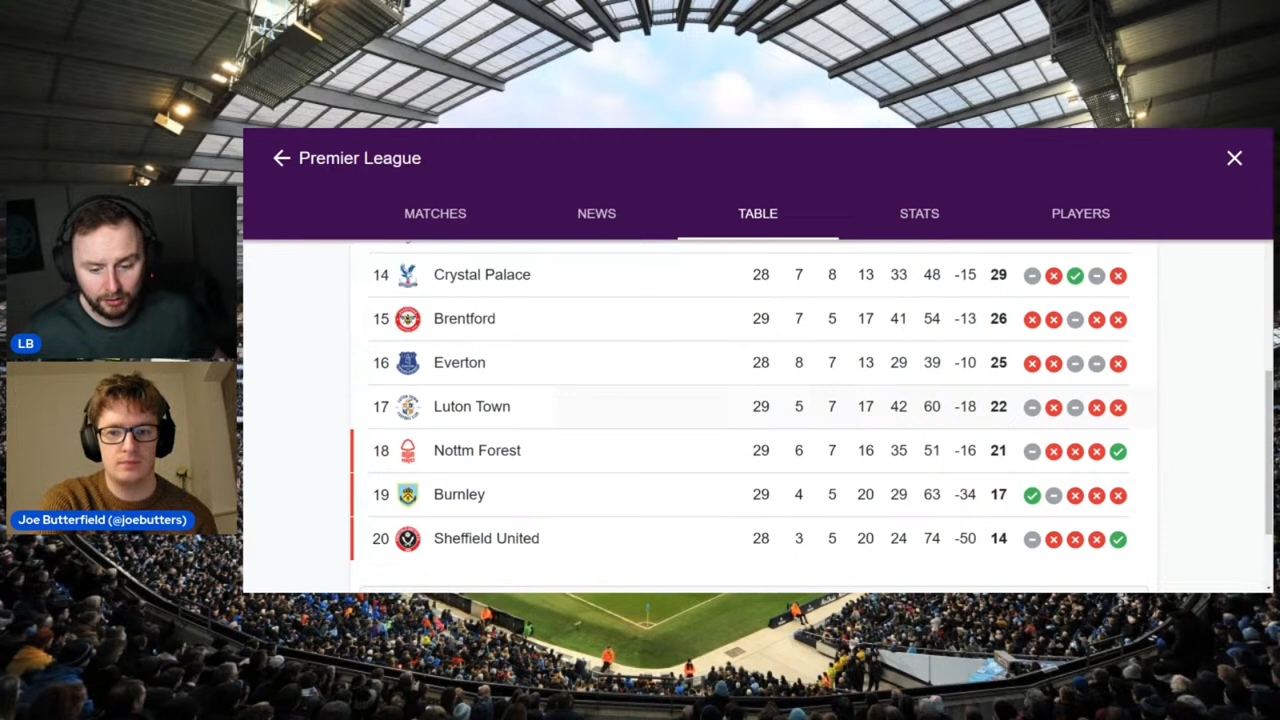 Premier League
MATCHES NEWS TABLE STATS PLAYERS
14 Crystal Palace 28 7 8 13 33 48 -15 29
15 Brentford 29 7 5 17 41 54 -13 26
16 Everton 28 8 7 13 29 39 -10 25
17 Luton Town 29 5 7 17 42 60 -18 22
18 Nottm Forest 29 6 7 16 35 51 -16 21
19 Burnley 29 4 5 20 29 63 -34 17
20 Sheffield United 28 3 5 20 24 74 -50 14
LB
Joe Butterfield (@joebutters)